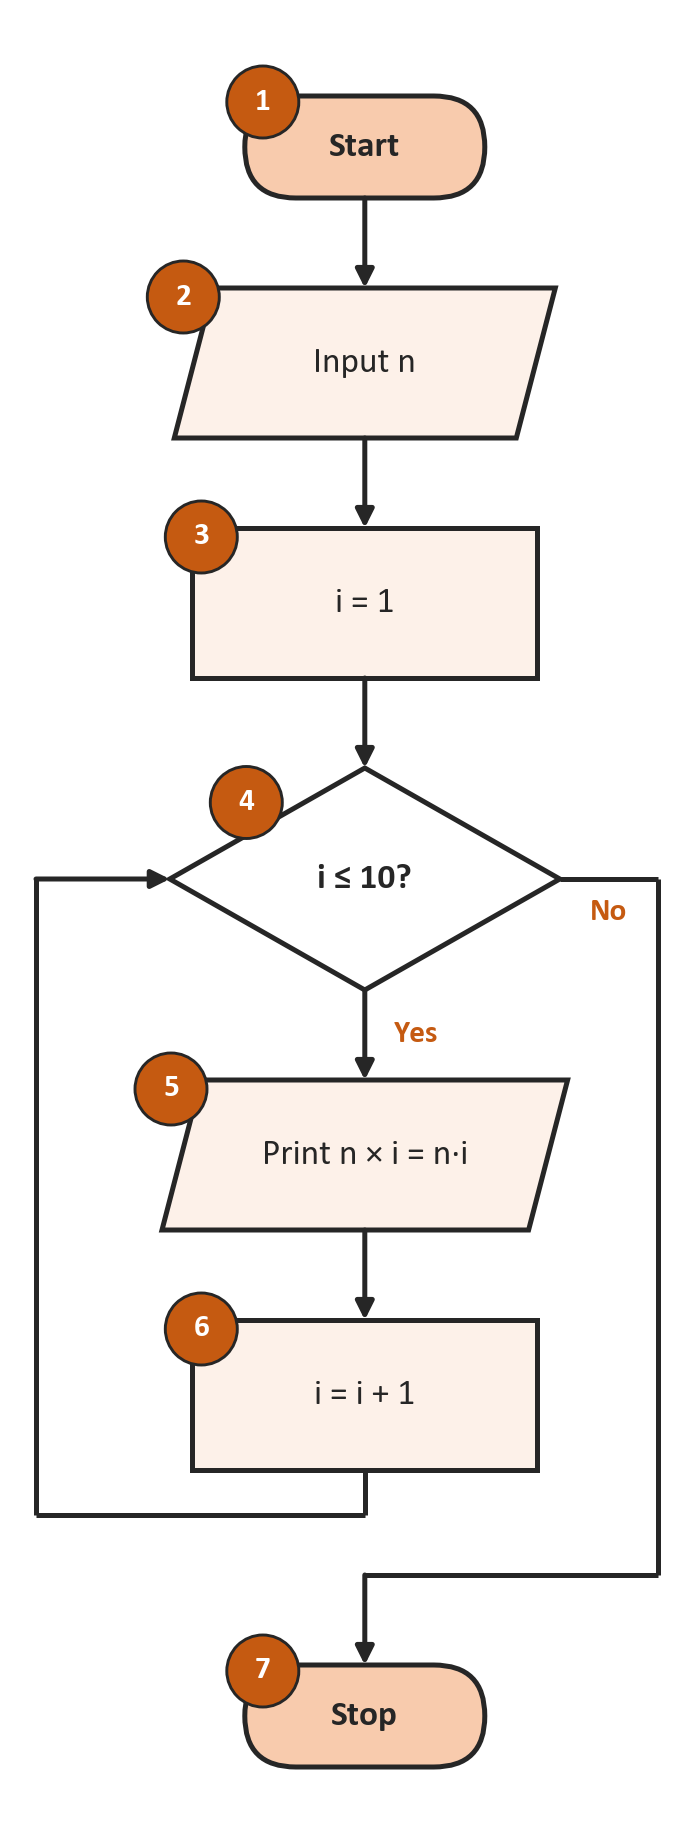 1
Start
2
Input n
3
i = 1
4
i ≤ 10?
No
Yes
5
Print n × i = n·i
6
i = i + 1
7
Stop